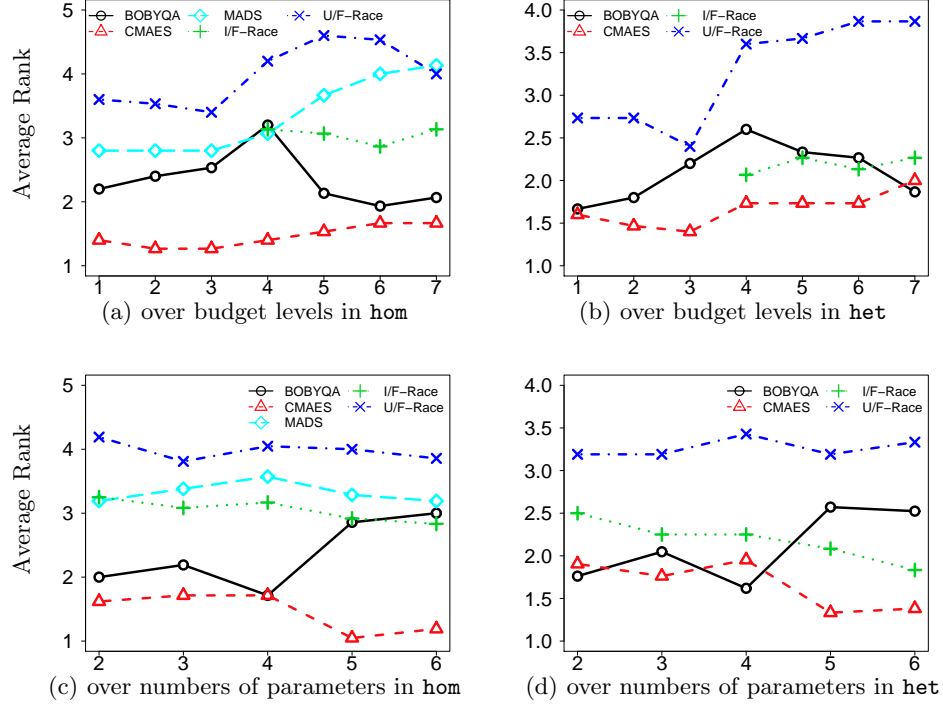 BOBYQA MADS U/F−Race
CMAES I/F−Race
Average Rank
5
4
3
2
1
1 2 3 4 5 6 7
(a) over budget levels in hom
BOBYQA I/F−Race
CMAES U/F−Race
4.0
3.5
3.0
2.5
2.0
1.5
1.0
1 2 3 4 5 6 7
(b) over budget levels in het
BOBYQA I/F−Race
CMAES U/F−Race
MADS
Average Rank
5
4
3
2
1
2 3 4 5 6
(c) over numbers of parameters in hom
BOBYQA I/F−Race
CMAES U/F−Race
4.0
3.5
3.0
2.5
2.0
1.5
1.0
2 3 4 5 6
(d) over numbers of parameters in het